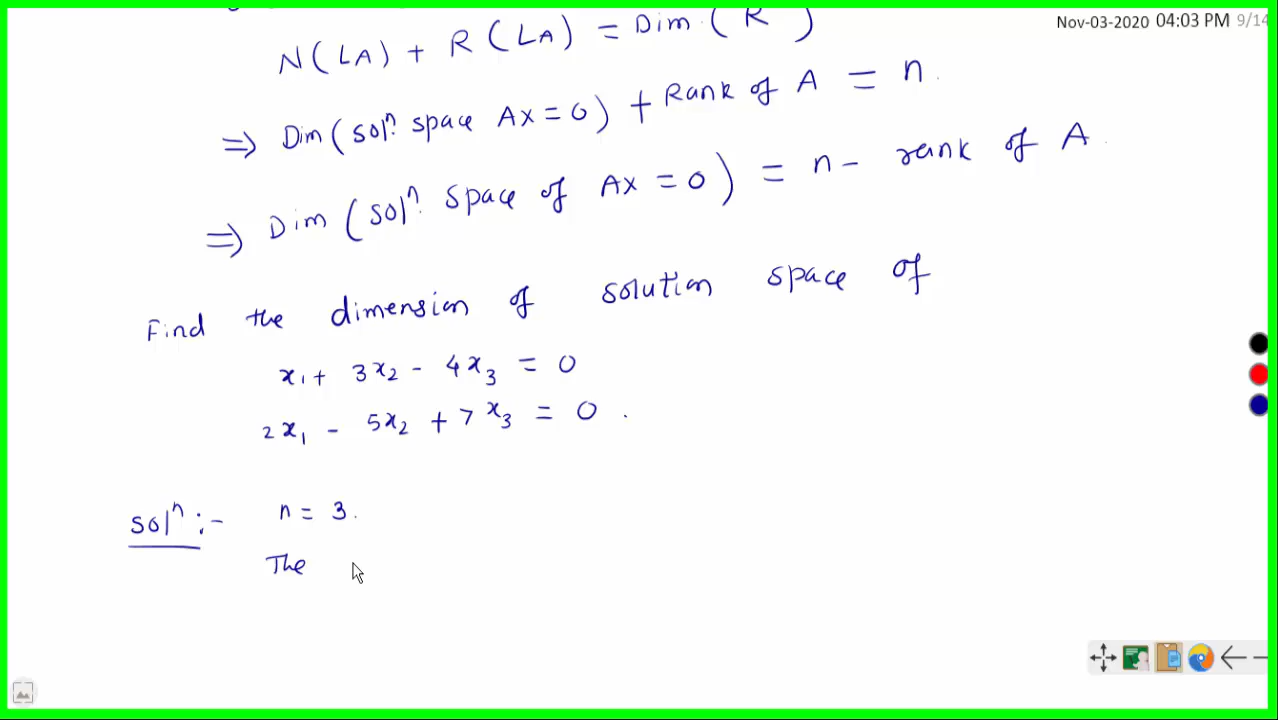 Nov-03-2020 04:03 PM 9/14
N(LA) + R(LA) = Dim(R )
⇒ Dim(solⁿ. space Ax=0) + Rank of A = n.
⇒ Dim(solⁿ. space of Ax=0) = n - rank of A.
Find the dimension of solution space of
x₁ + 3x₂ - 4x₃ = 0
2x₁ - 5x₂ + 7x₃ = 0.
solⁿ:- n = 3.
The